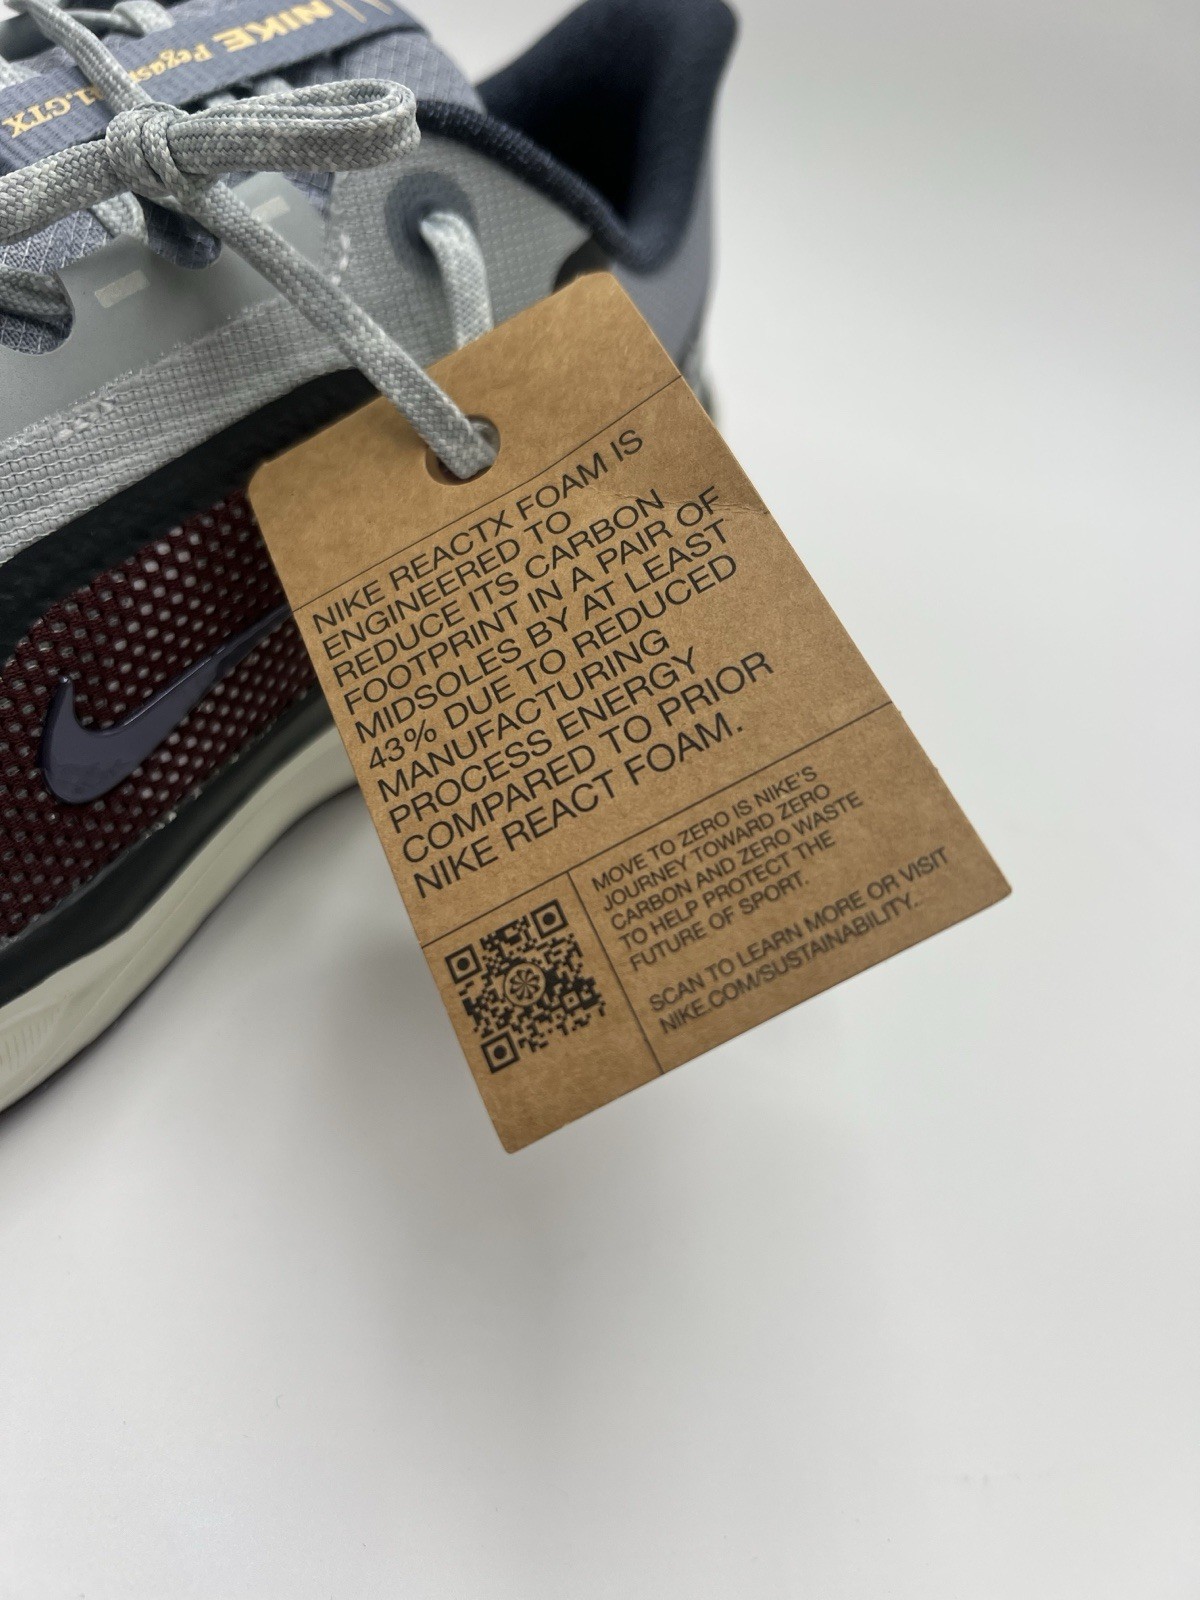 NIKE
41.GTX
NIKE REACTX FOAM IS
ENGINEERED TO
REDUCE ITS CARBON
FOOTPRINT IN A PAIR OF
MIDSOLES BY AT LEAST
43% DUE TO REDUCED
MANUFACTURING
PROCESS ENERGY
COMPARED TO PRIOR
NIKE REACT FOAM.
MOVE TO ZERO IS NIKE'S
JOURNEY TOWARD ZERO
CARBON AND ZERO WASTE
TO HELP PROTECT THE
FUTURE OF SPORT.
SCAN TO LEARN MORE OR VISIT
NIKE.COM/SUSTAINABILITY.